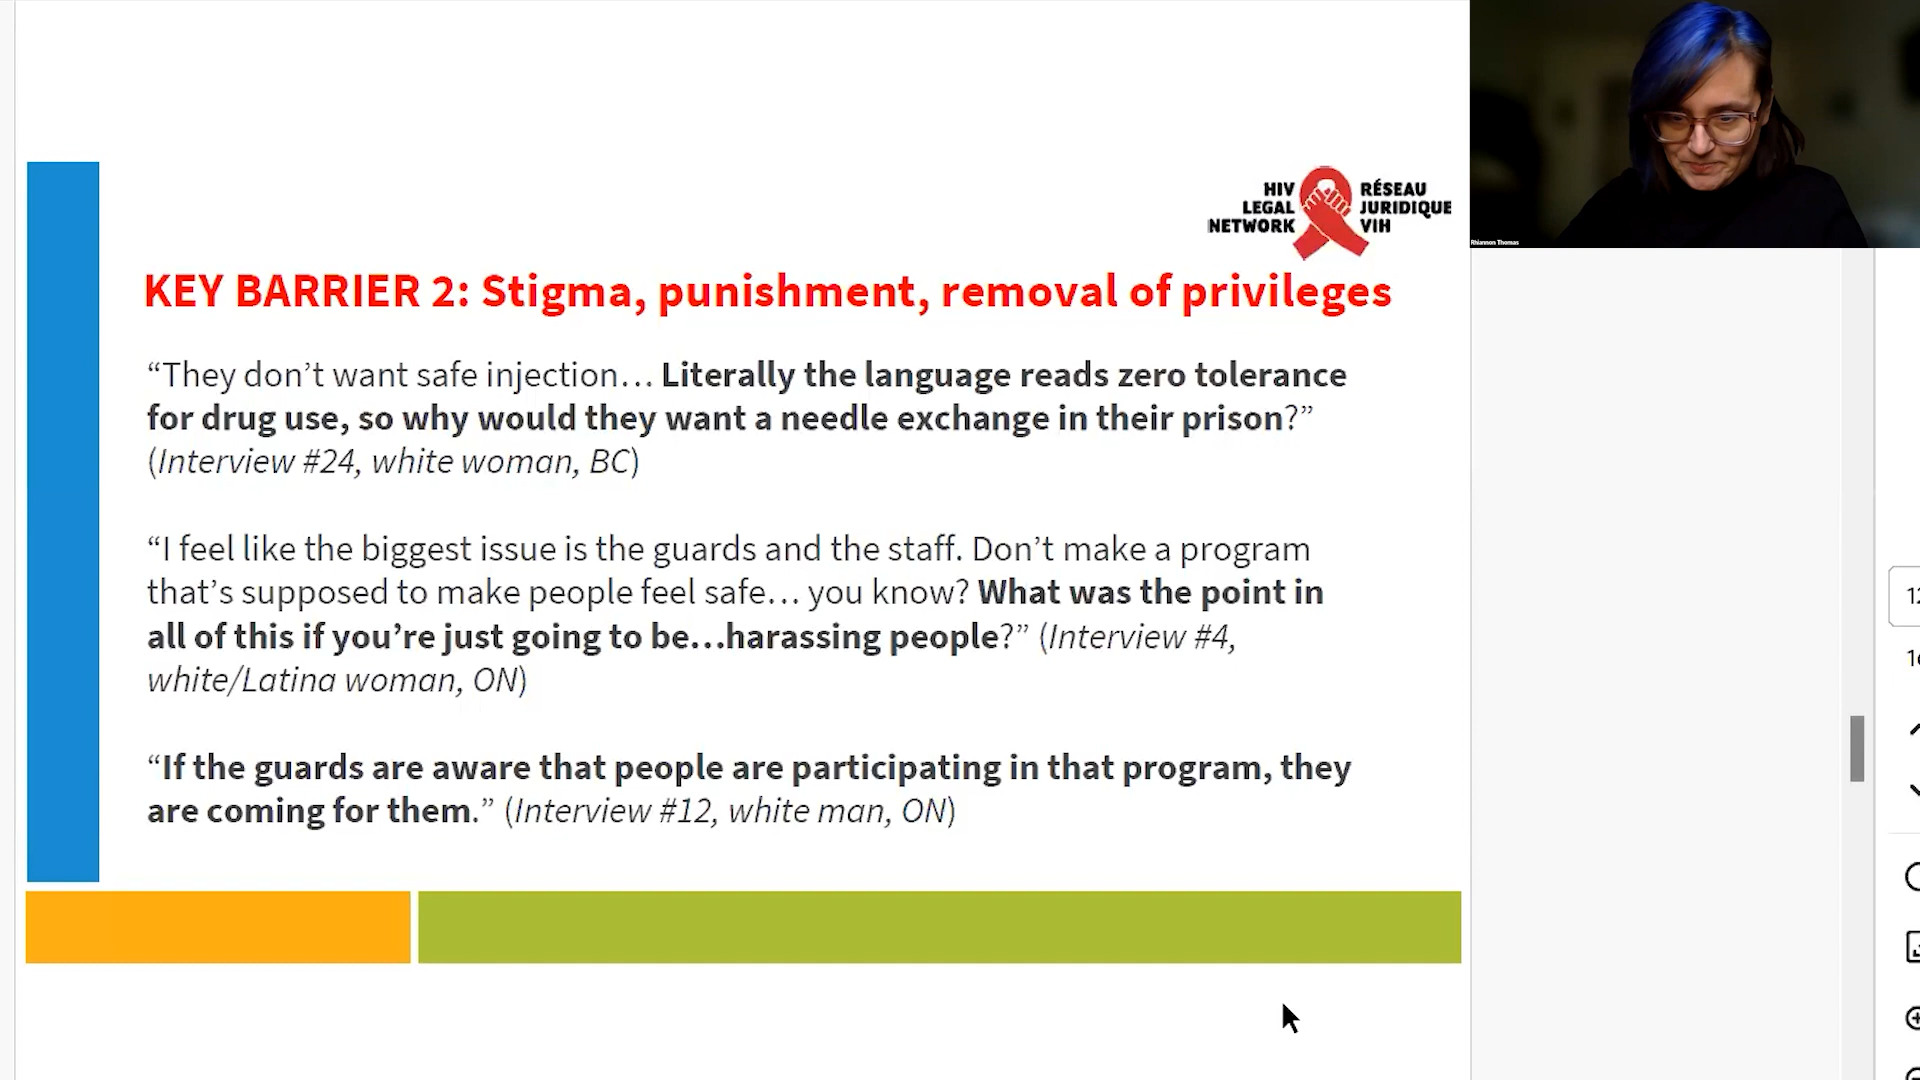 HIV
LEGAL
NETWORK
RÉSEAU
JURIDIQUE
VIH
Rhiannon Thomas
KEY BARRIER 2: Stigma, punishment, removal of privileges
“They don’t want safe injection… Literally the language reads zero tolerance
for drug use, so why would they want a needle exchange in their prison?”
(Interview #24, white woman, BC)
“I feel like the biggest issue is the guards and the staff. Don’t make a program
that’s supposed to make people feel safe… you know? What was the point in
all of this if you’re just going to be…harassing people?” (Interview #4,
white/Latina woman, ON)
“If the guards are aware that people are participating in that program, they
are coming for them.” (Interview #12, white man, ON)